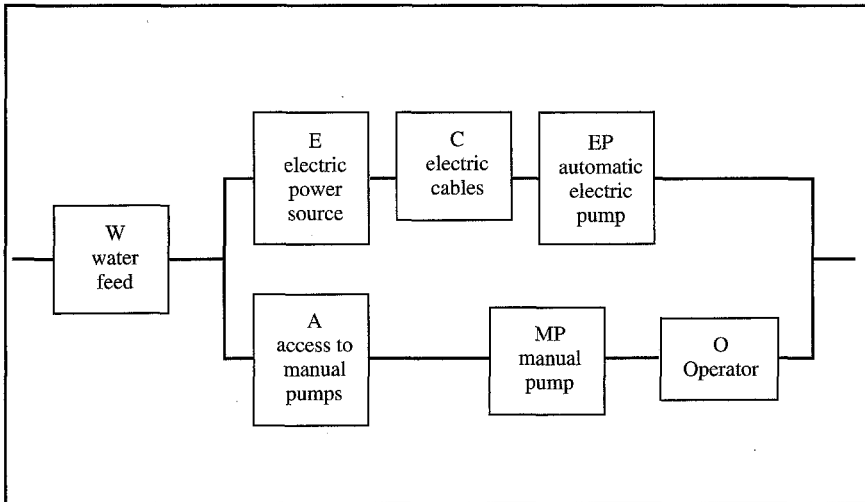 E
electric
power
source
C
electric
cables
EP
automatic
electric
pump
W
water
feed
A
access to
manual
pumps
MP
manual
pump
O
Operator